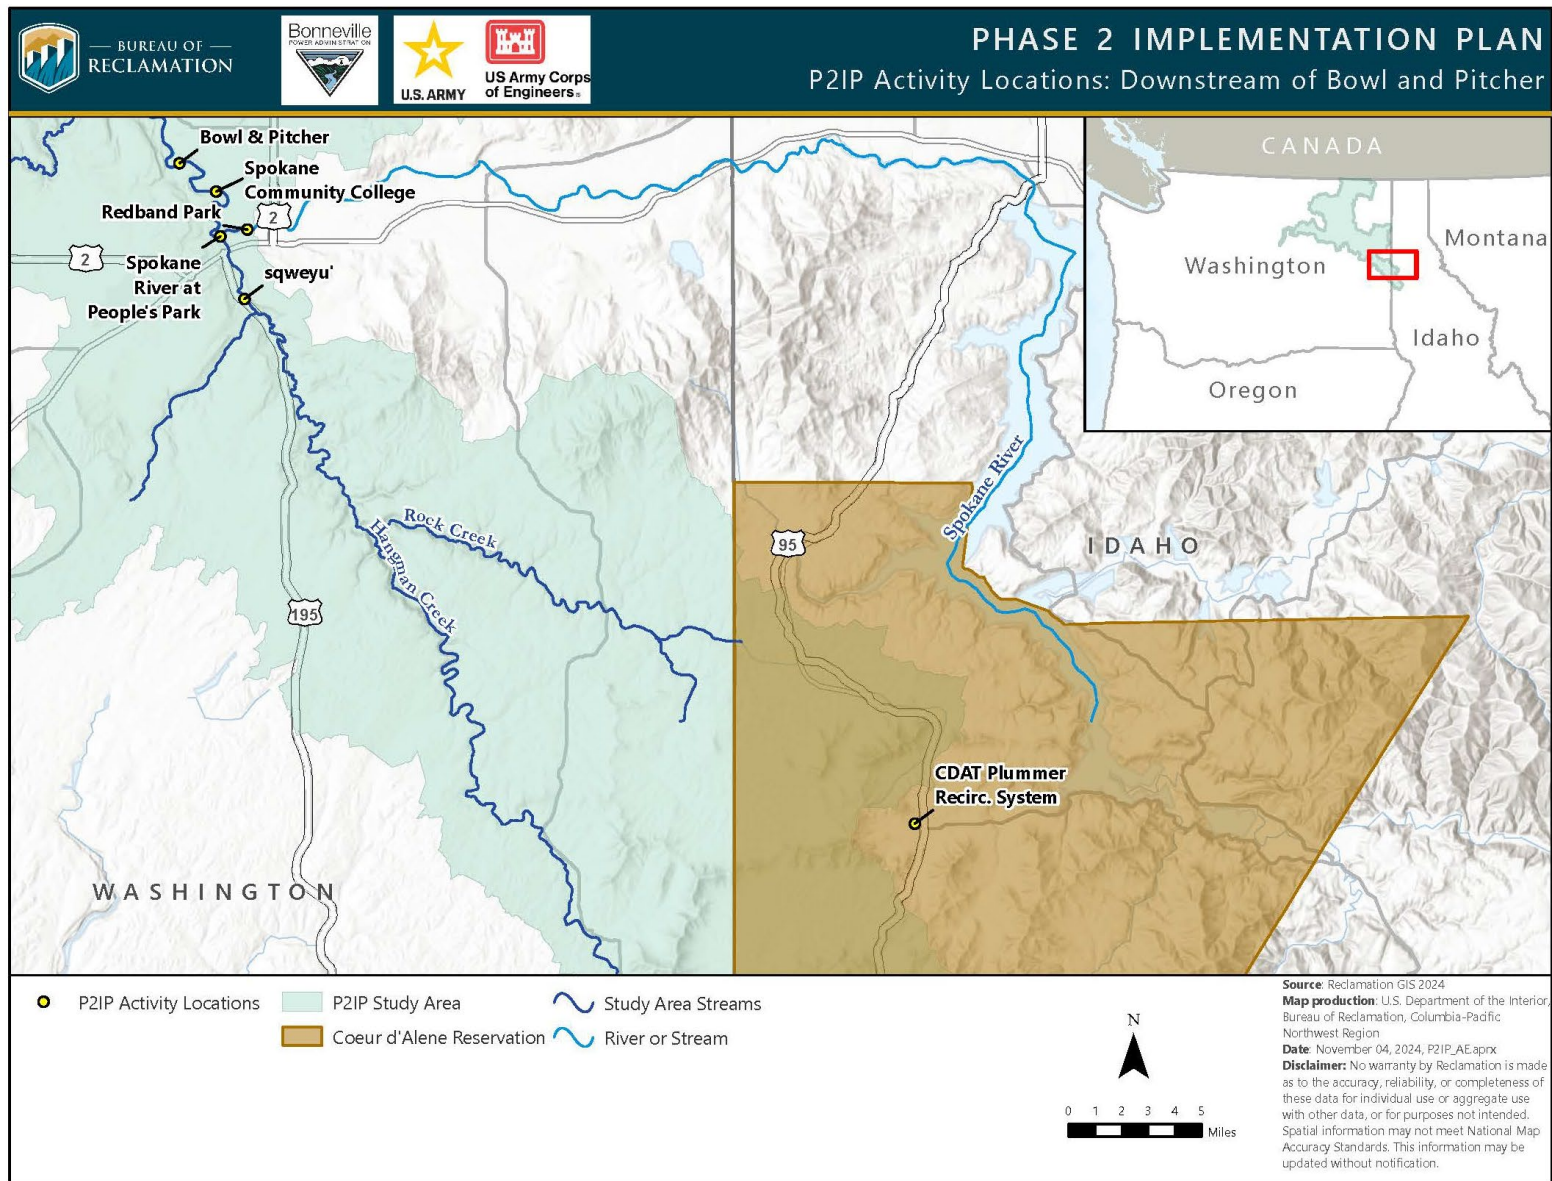 BUREAU OF
RECLAMATION
Bonneville
POWER ADMINISTRATION
U.S. ARMY
US Army Corps
of Engineers®
PHASE 2 IMPLEMENTATION PLAN
P2IP Activity Locations: Downstream of Bowl and Pitcher
Bowl & Pitcher
Spokane
Community College
Redband Park
2
2
Spokane
River at
People's Park
sqweyu'
CANADA
Washington
Montana
Idaho
Oregon
Spokane River
Rock Creek
Hangman Creek
95
IDAHO
195
CDAT Plummer
Recirc. System
WASHINGTON
P2IP Activity Locations
P2IP Study Area
Study Area Streams
Coeur d'Alene Reservation
River or Stream
N
0 1 2 3 4 5
Miles
Source: Reclamation GIS 2024
Map production: U.S. Department of the Interior,
Bureau of Reclamation, Columbia-Pacific
Northwest Region
Date: November 04, 2024, P2IP_AE.aprx
Disclaimer: No warranty by Reclamation is made
as to the accuracy, reliability, or completeness of
these data for individual use or aggregate use
with other data, or for purposes not intended.
Spatial information may not meet National Map
Accuracy Standards. This information may be
updated without notification.